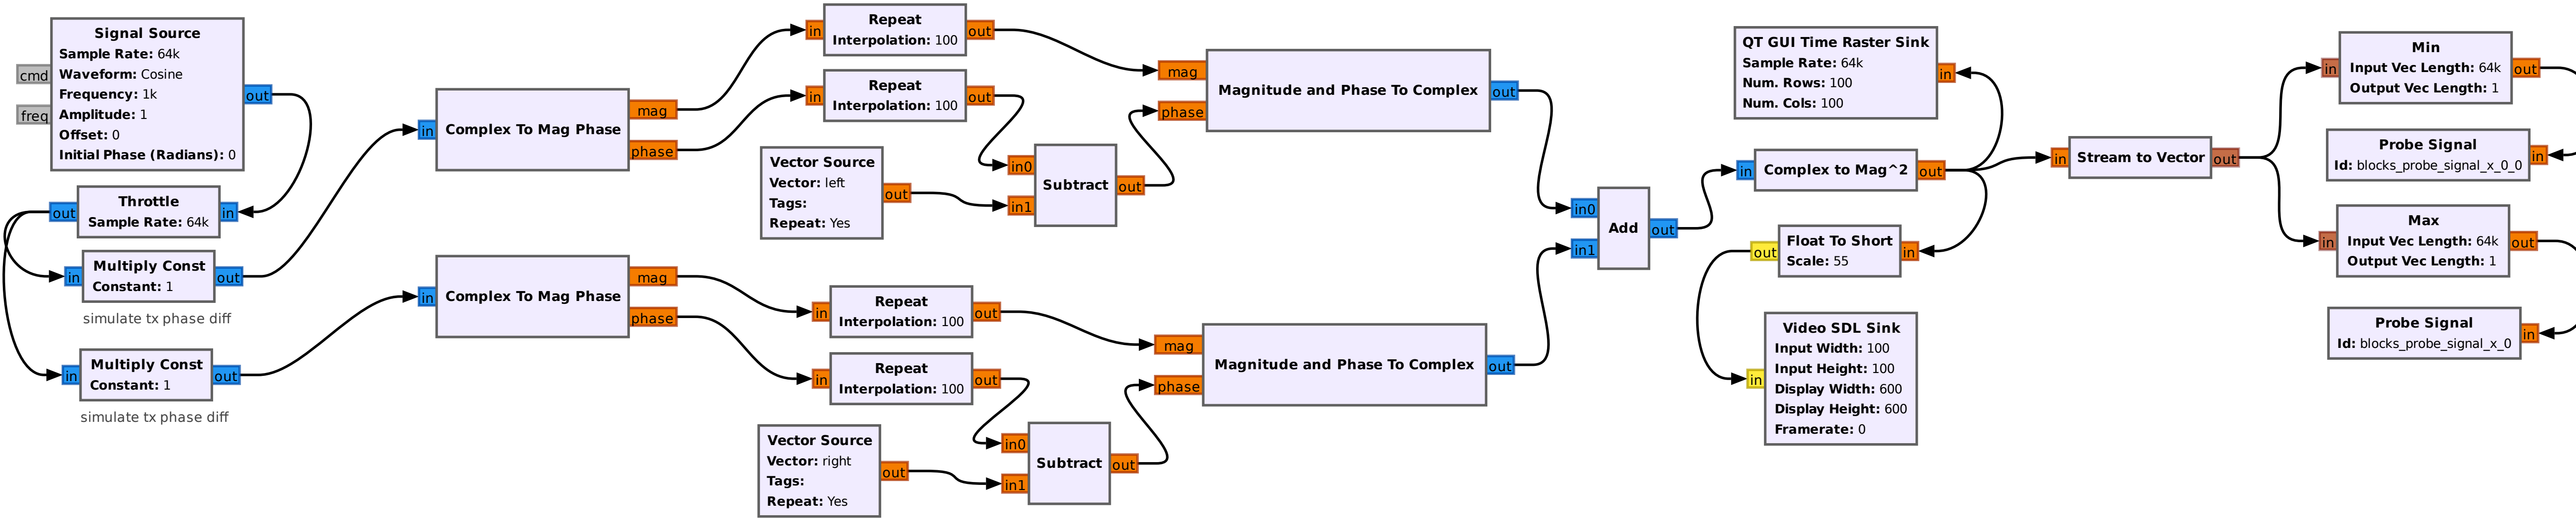 Signal Source
Sample Rate: 64k
Waveform: Cosine
Frequency: 1k
Amplitude: 1
Offset: 0
Initial Phase (Radians): 0
cmd
freq
out
Throttle
Sample Rate: 64k
out
in
Multiply Const
Constant: 1
in
out
simulate tx phase diff
Multiply Const
Constant: 1
in
out
simulate tx phase diff
Complex To Mag Phase
in
mag
phase
Complex To Mag Phase
in
mag
phase
Repeat
Interpolation: 100
in
out
Repeat
Interpolation: 100
in
out
Vector Source
Vector: left
Tags:
Repeat: Yes
out
Subtract
in0
in1
out
Repeat
Interpolation: 100
in
out
Repeat
Interpolation: 100
in
out
Vector Source
Vector: right
Tags:
Repeat: Yes
out
Subtract
in0
in1
out
Magnitude and Phase To Complex
mag
phase
out
Magnitude and Phase To Complex
mag
phase
out
Add
in0
in1
out
QT GUI Time Raster Sink
Sample Rate: 64k
Num. Rows: 100
Num. Cols: 100
in
Complex to Mag^2
in
out
Float To Short
Scale: 55
out
in
Video SDL Sink
Input Width: 100
Input Height: 100
Display Width: 600
Display Height: 600
Framerate: 0
in
Stream to Vector
in
out
Min
Input Vec Length: 64k
Output Vec Length: 1
in
out
Probe Signal
Id: blocks_probe_signal_x_0_0
in
Max
Input Vec Length: 64k
Output Vec Length: 1
in
out
Probe Signal
Id: blocks_probe_signal_x_0
in